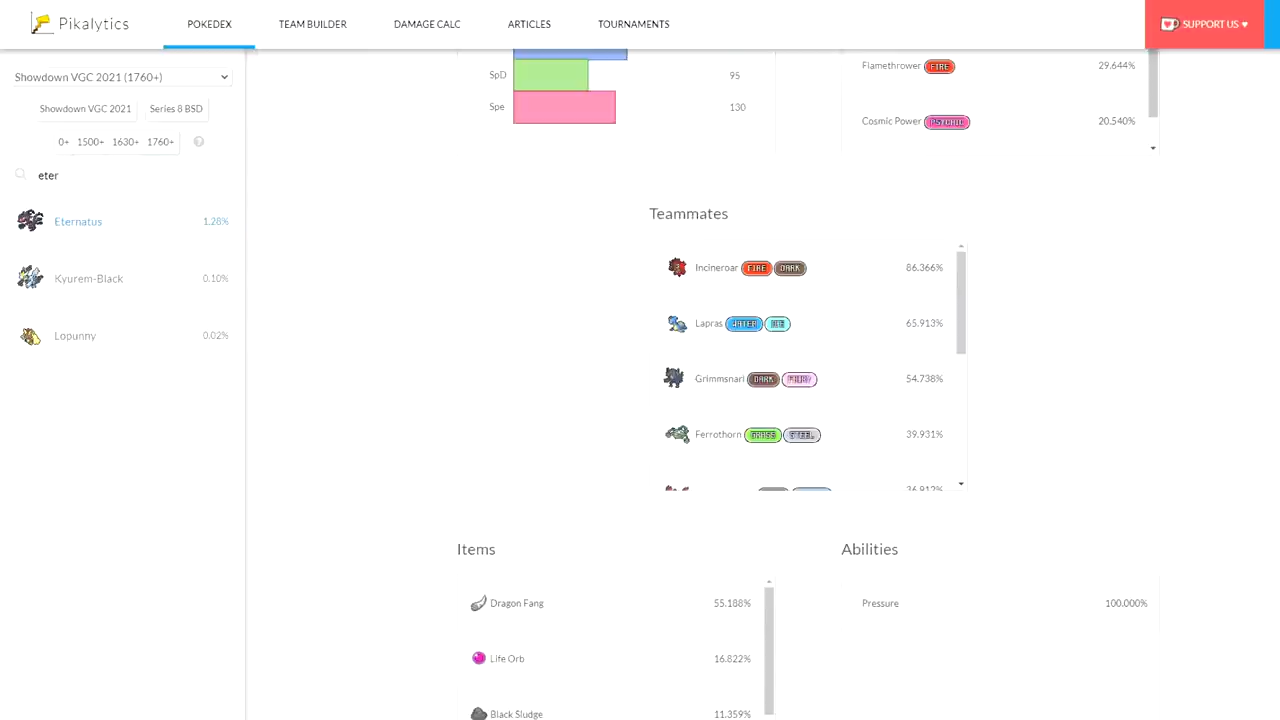 Pikalytics
POKEDEX
TEAM BUILDER
DAMAGE CALC
ARTICLES
TOURNAMENTS
SUPPORT US ♥
Showdown VGC 2021 (1760+)
Showdown VGC 2021
Series 8 BSD
0+ 1500+ 1630+ 1760+ ?
eter
Eternatus 1.28%
Kyurem-Black 0.10%
Lopunny 0.02%
SpD 95
Spe 130
Flamethrower FIRE 29.644%
Cosmic Power PSYCHIC 20.540%
Teammates
Incineroar FIRE DARK 86.366%
Lapras WATER ICE 65.913%
Grimmsnarl DARK FAIRY 54.738%
Ferrothorn GRASS STEEL 39.931%
36.912%
Items
Dragon Fang 55.188%
Life Orb 16.822%
Black Sludge 11.359%
Abilities
Pressure 100.000%